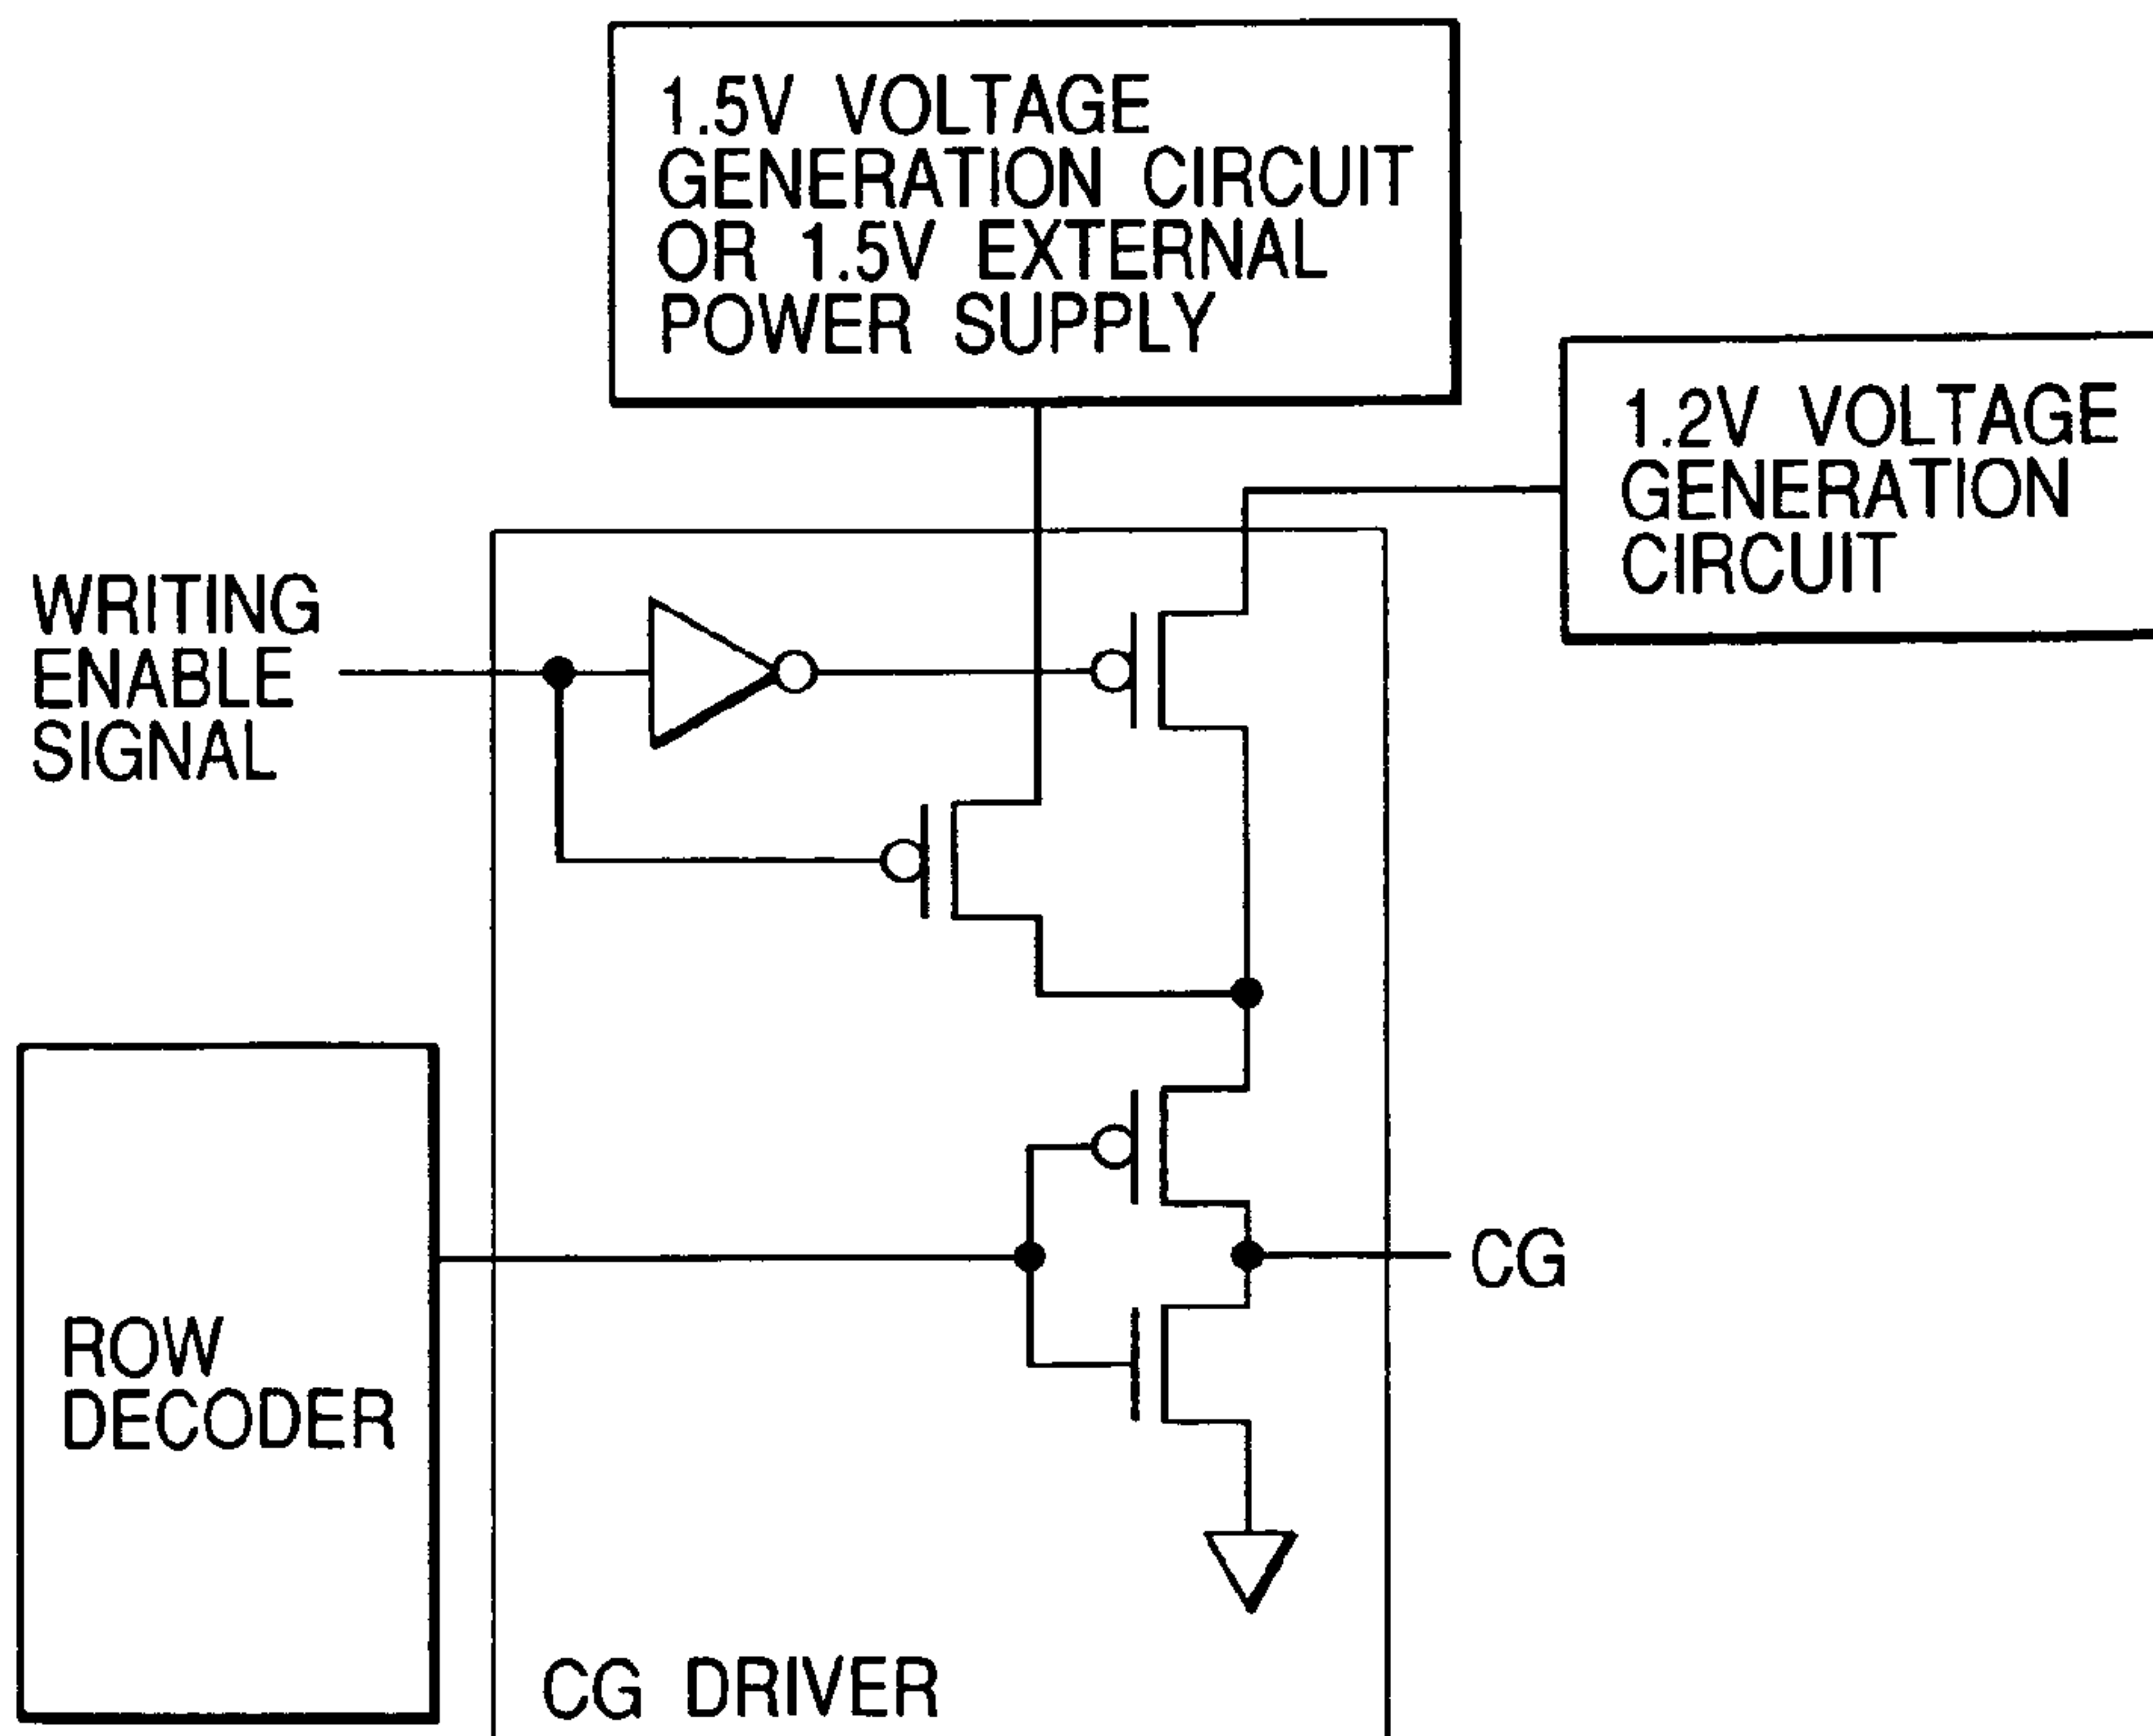 1.5V VOLTAGE
GENERATION CIRCUIT
OR 1.5V EXTERNAL
POWER SUPPLY
1.2V VOLTAGE
GENERATION
CIRCUIT
WRITING
ENABLE
SIGNAL
CG
ROW
DECODER
CG DRIVER